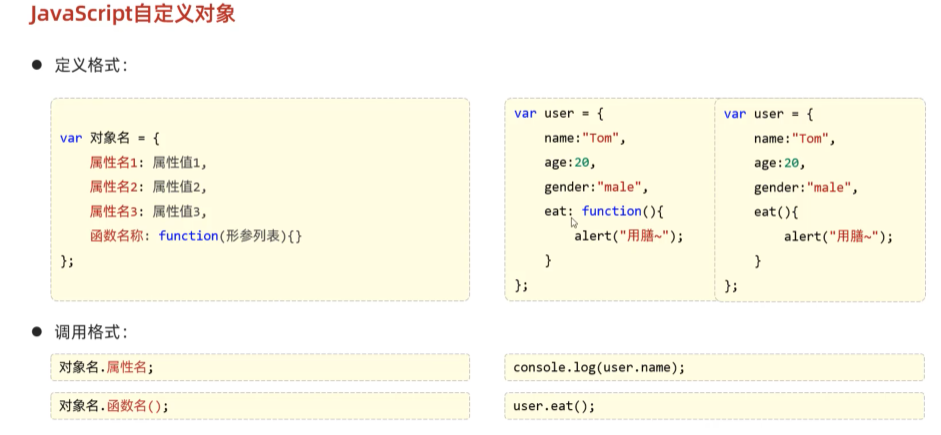 JavaScript自定义对象
● 定义格式：
var 对象名 = {
    属性名1: 属性值1,
    属性名2: 属性值2,
    属性名3: 属性值3,
    函数名称: function(形参列表){}
};
var user = {
    name:"Tom",
    age:20,
    gender:"male",
    eat: function(){
        alert("用膳~");
    }
};
var user = {
    name:"Tom",
    age:20,
    gender:"male",
    eat(){
        alert("用膳~");
    }
};
● 调用格式：
对象名.属性名;
console.log(user.name);
对象名.函数名();
user.eat();